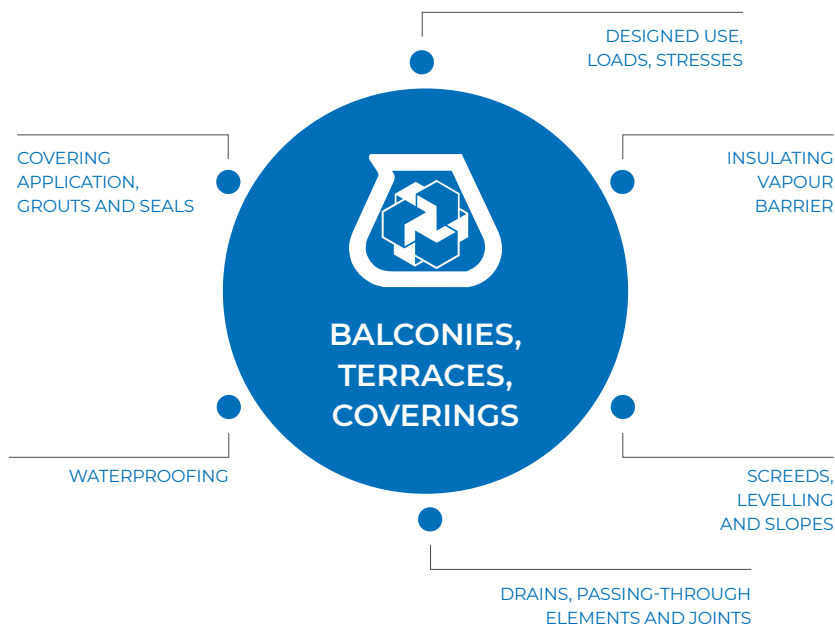 DESIGNED USE,
LOADS, STRESSES
COVERING
APPLICATION,
GROUTS AND SEALS
INSULATING
VAPOUR
BARRIER
BALCONIES,
TERRACES,
COVERINGS
WATERPROOFING
SCREEDS,
LEVELLING
AND SLOPES
DRAINS, PASSING-THROUGH
ELEMENTS AND JOINTS